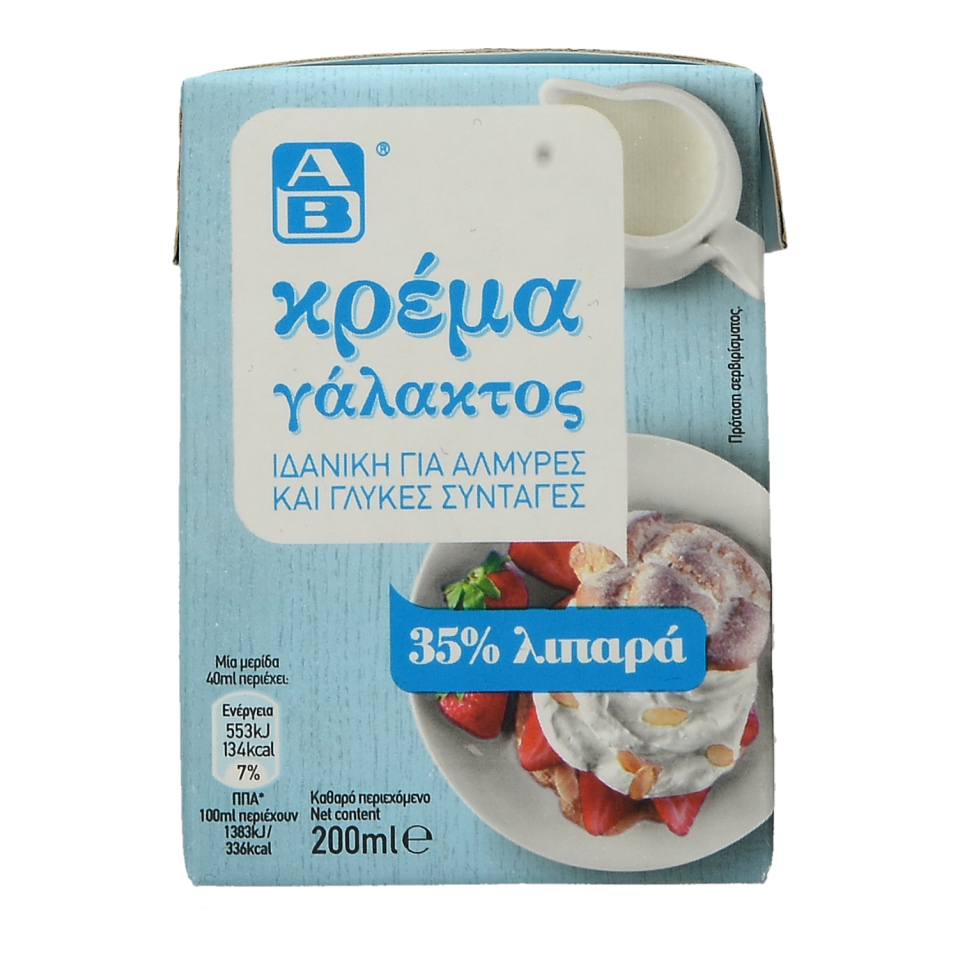 AB®
κρέμα
γάλακτος
ΙΔΑΝΙΚΗ ΓΙΑ ΑΛΜΥΡΕΣ
ΚΑΙ ΓΛΥΚΕΣ ΣΥΝΤΑΓΕΣ
Πρόταση σερβιρίσματος.
35% λιπαρά
Μία μερίδα
40ml περιέχει:
Ενέργεια
553kJ
134kcal
7%
ΠΠΑ*
100ml περιέχουν
1383kJ/
336kcal
Καθαρό περιεχόμενο
Net content
200ml℮